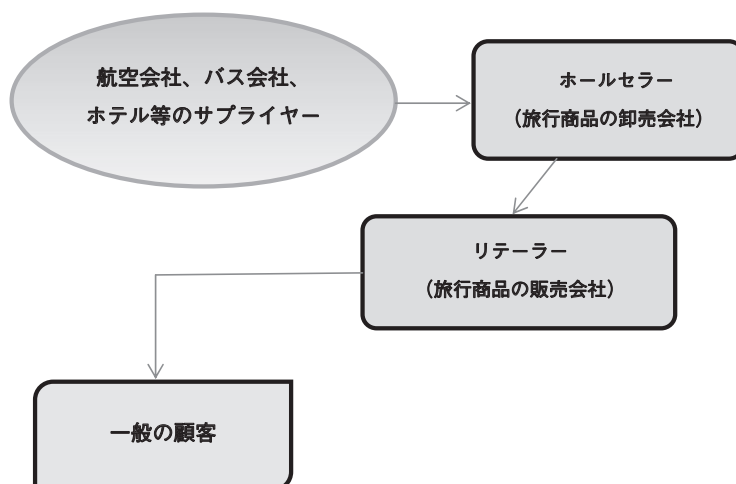 航空会社、バス会社、
ホテル等のサプライヤー
ホールセラー
（旅行商品の卸売会社）
リテーラー
（旅行商品の販売会社）
一般の顧客